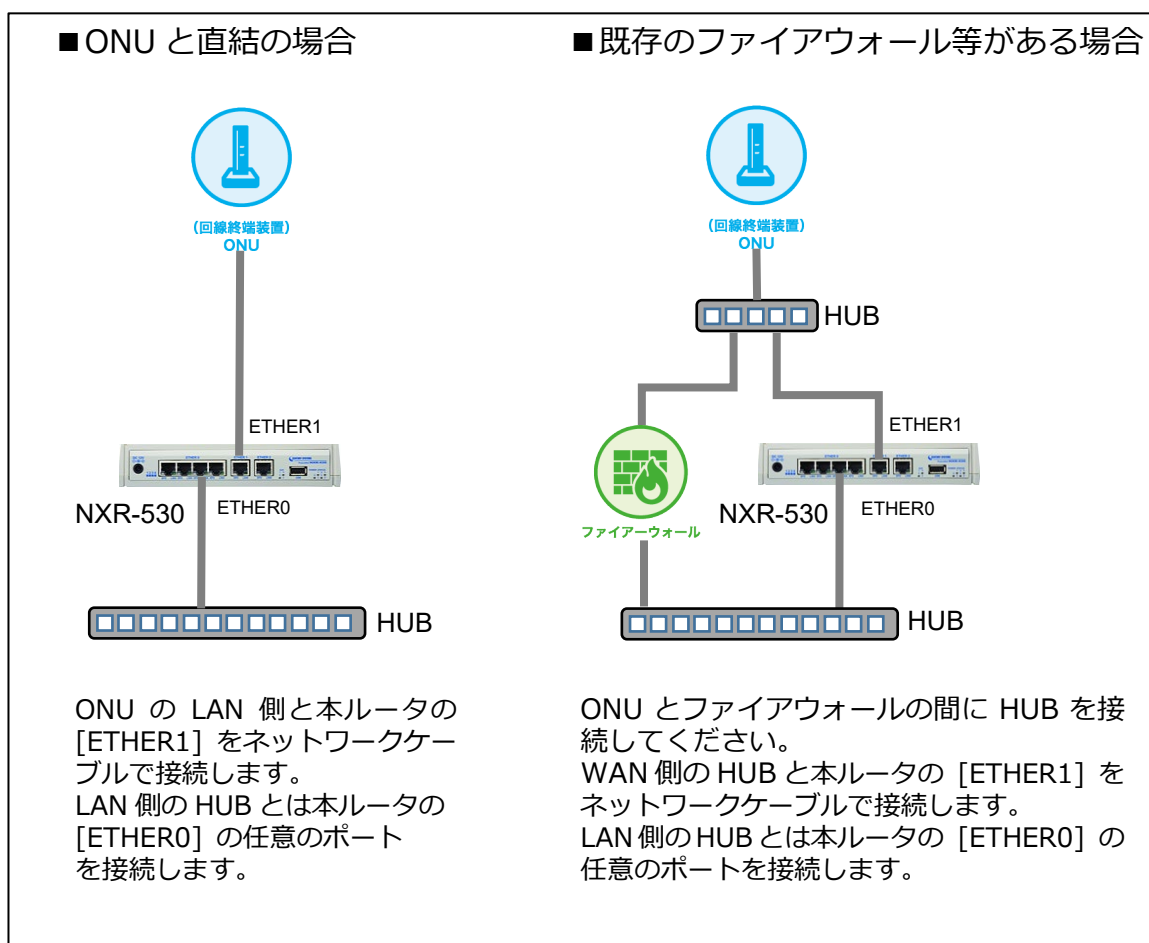 ■ONU と直結の場合
(回線終端装置)
ONU
ETHER1
NXR-530
ETHER0
HUB
ONU の LAN 側と本ルータの
[ETHER1] をネットワークケー
ブルで接続します。
LAN 側の HUB とは本ルータの
[ETHER0] の任意のポート
を接続します。
■既存のファイアウォール等がある場合
(回線終端装置)
ONU
HUB
ETHER1
ファイアーウォール
NXR-530
ETHER0
HUB
ONU とファイアウォールの間に HUB を接
続してください。
WAN 側の HUB と本ルータの [ETHER1] を
ネットワークケーブルで接続します。
LAN 側の HUB とは本ルータの [ETHER0] の
任意のポートを接続します。